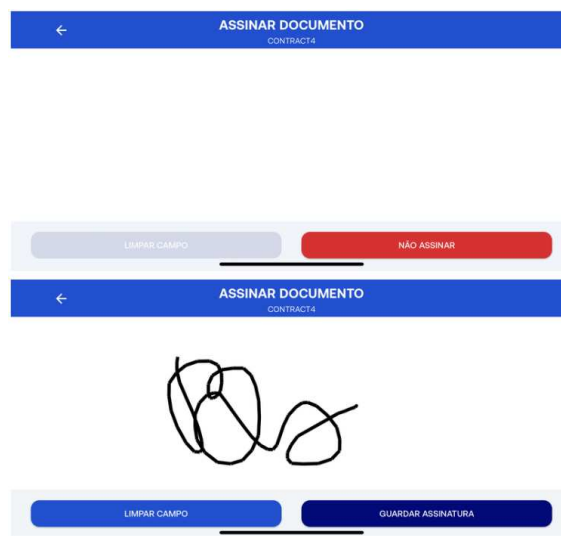 ASSINAR DOCUMENTO
CONTRACT4
LIMPAR CAMPO NÃO ASSINAR
ASSINAR DOCUMENTO
CONTRACT4
LIMPAR CAMPO GUARDAR ASSINATURA